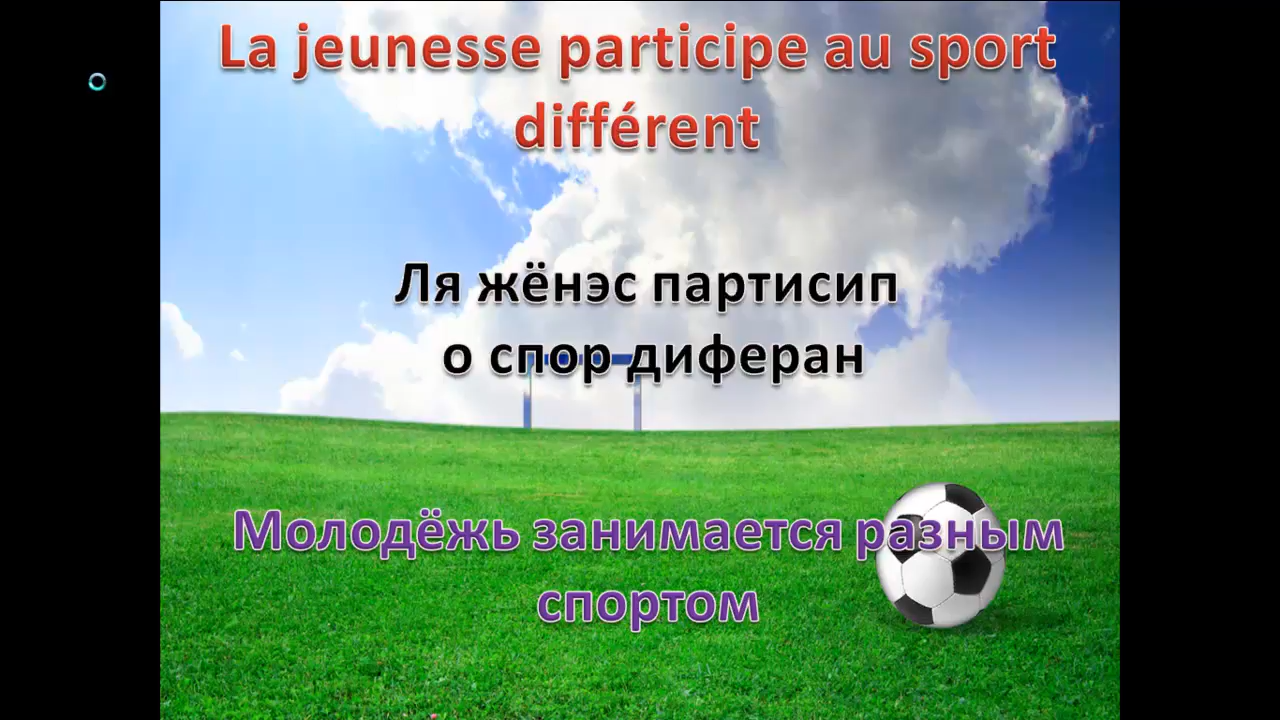 La jeunesse participe au sport
différent
Ля жёнэс партисип
о спор диферан
Молодёжь занимается разным
спортом